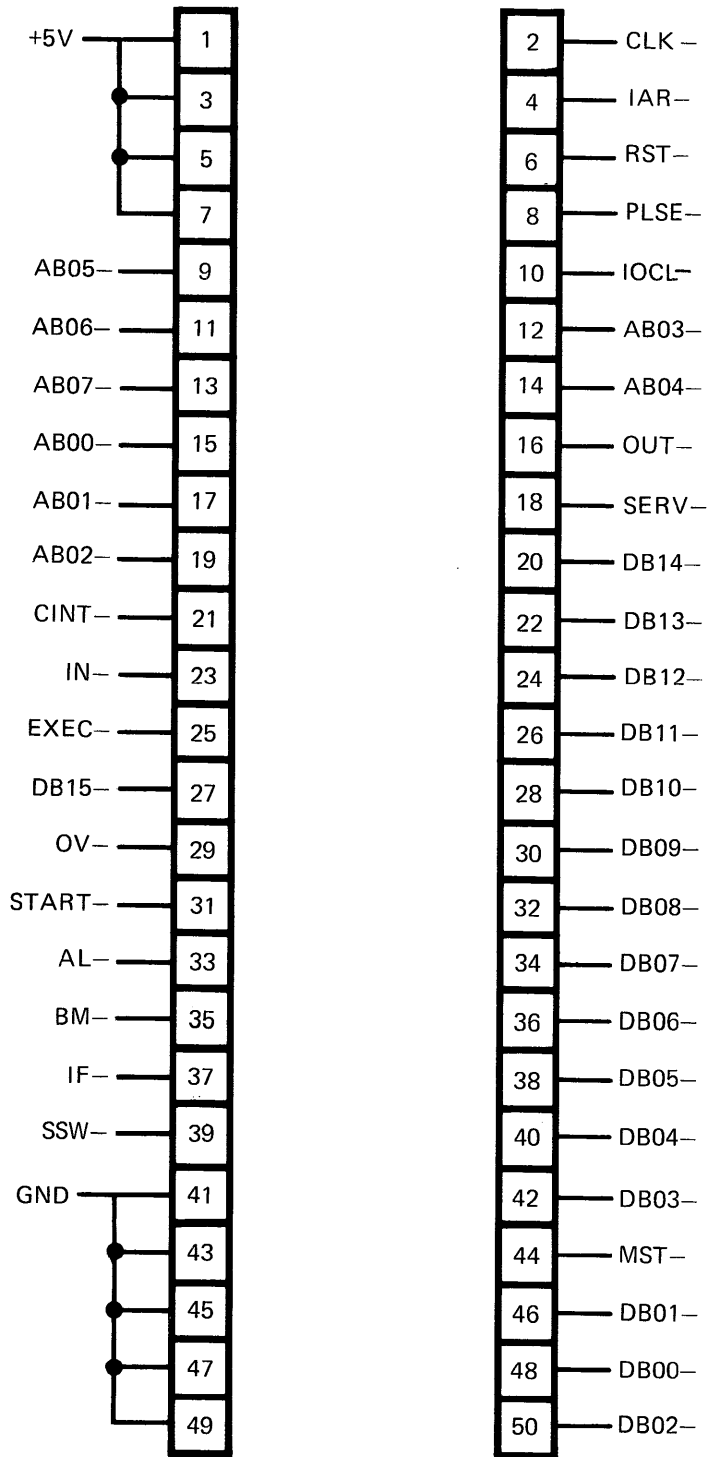 +5V 1 2 CLK –
3 4 IAR–
5 6 RST–
7 8 PLSE–
AB05– 9 10 IOCL–
AB06– 11 12 AB03–
AB07– 13 14 AB04–
AB00– 15 16 OUT–
AB01– 17 18 SERV–
AB02– 19 20 DB14–
CINT– 21 22 DB13–
IN– 23 24 DB12–
EXEC– 25 26 DB11–
DB15– 27 28 DB10–
OV– 29 30 DB09–
START– 31 32 DB08–
AL– 33 34 DB07–
BM– 35 36 DB06–
IF– 37 38 DB05–
SSW– 39 40 DB04–
GND 41 42 DB03–
43 44 MST–
45 46 DB01–
47 48 DB00–
49 50 DB02–